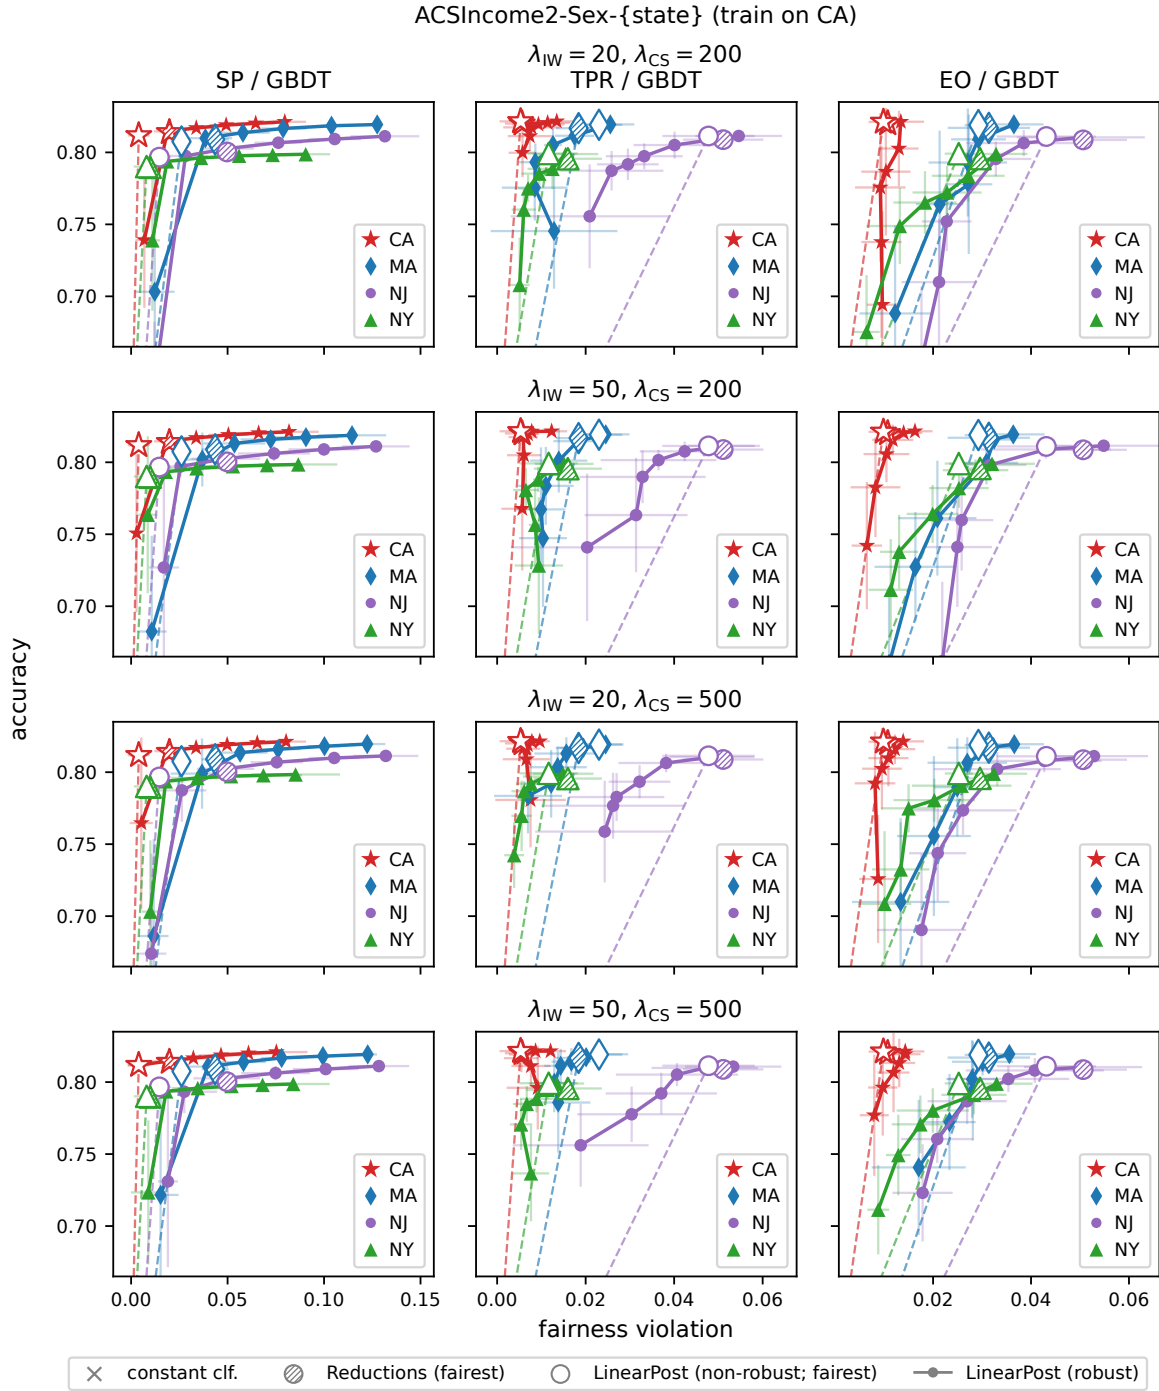 ACSIncome2-Sex-{state} (train on CA)
λIW = 20, λCS = 200
SP / GBDT TPR / GBDT EO / GBDT
0.80
0.75
0.70
CA
MA
NJ
NY
CA
MA
NJ
NY
CA
MA
NJ
NY
λIW = 50, λCS = 200
0.80
0.75
0.70
CA
MA
NJ
NY
CA
MA
NJ
NY
CA
MA
NJ
NY
accuracy
λIW = 20, λCS = 500
0.80
0.75
0.70
CA
MA
NJ
NY
CA
MA
NJ
NY
CA
MA
NJ
NY
λIW = 50, λCS = 500
0.80
0.75
0.70
CA
MA
NJ
NY
CA
MA
NJ
NY
CA
MA
NJ
NY
0.00 0.05 0.10 0.15 0.00 0.02 0.04 0.06 0.02 0.04 0.06
fairness violation
constant clf. Reductions (fairest) LinearPost (non-robust; fairest) LinearPost (robust)